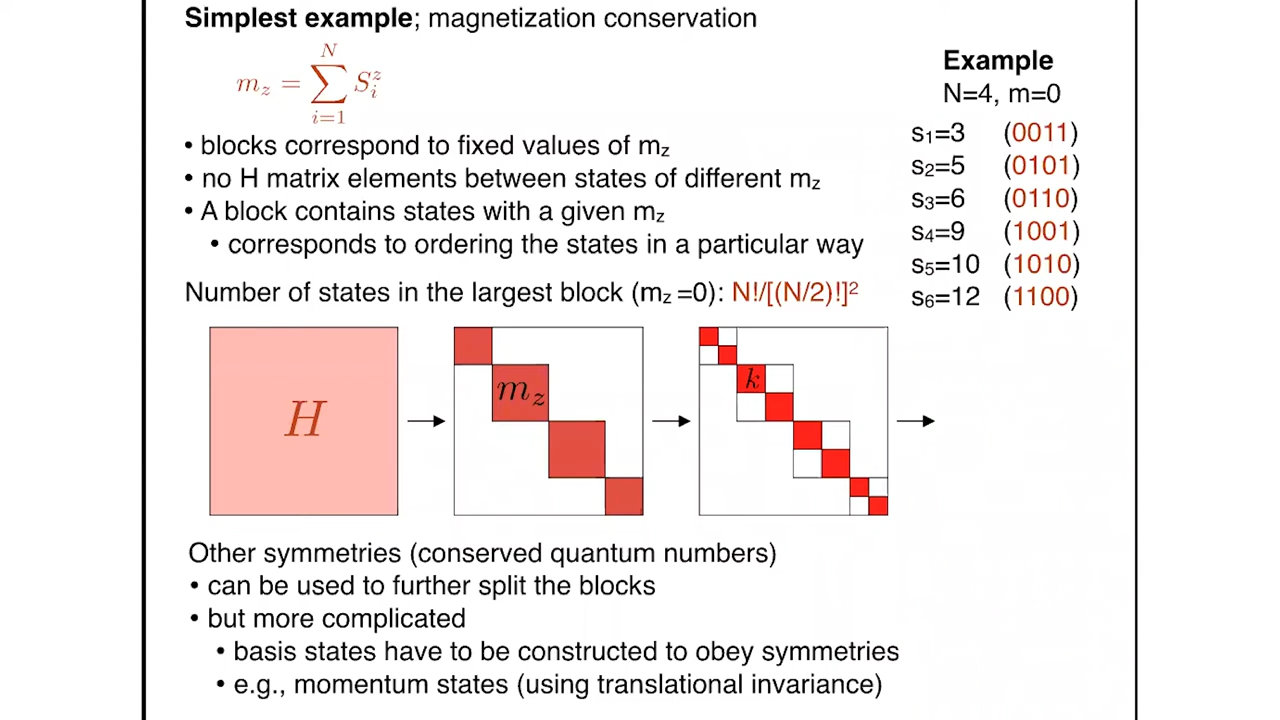 Simplest example; magnetization conservation
m_z = \sum_{i=1}^{N} S_i^z
• blocks correspond to fixed values of m_z
• no H matrix elements between states of different m_z
• A block contains states with a given m_z
• corresponds to ordering the states in a particular way
Number of states in the largest block (m_z =0): N!/[(N/2)!]²
Example
N=4, m=0
s₁=3 (0011)
s₂=5 (0101)
s₃=6 (0110)
s₄=9 (1001)
s₅=10 (1010)
s₆=12 (1100)
H
m_z
k
Other symmetries (conserved quantum numbers)
• can be used to further split the blocks
• but more complicated
• basis states have to be constructed to obey symmetries
• e.g., momentum states (using translational invariance)